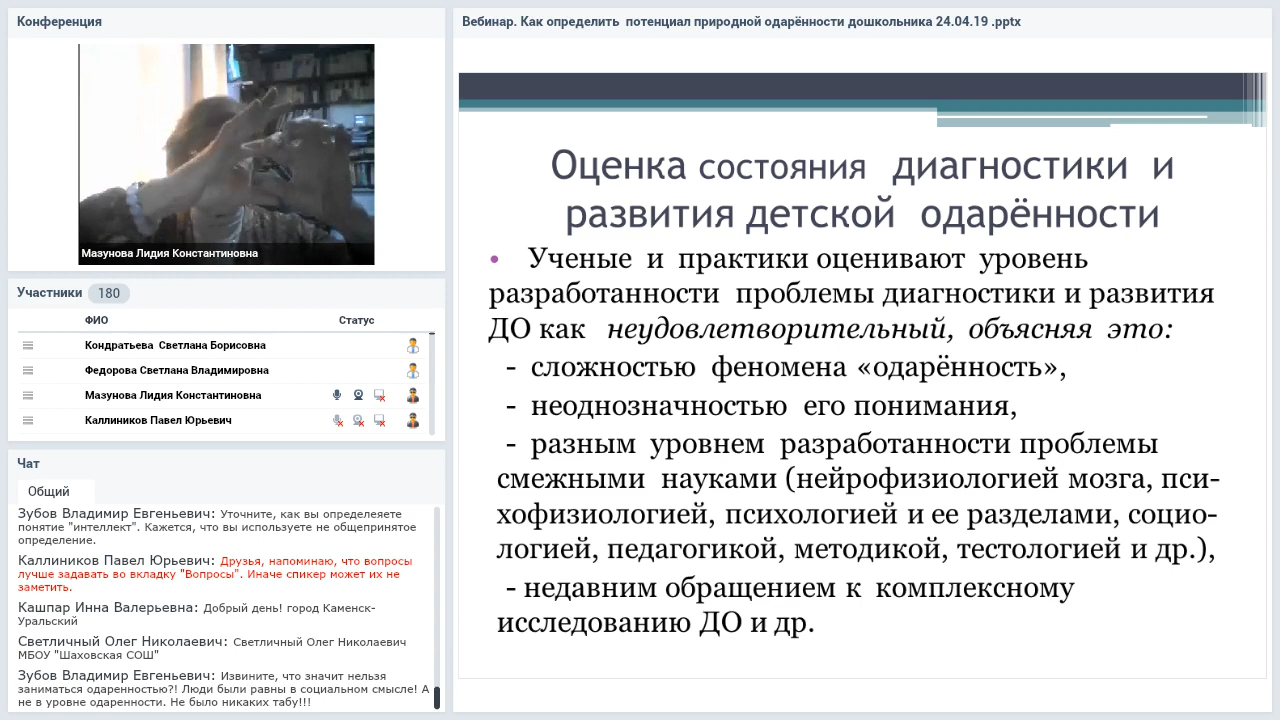 Конференция
Мазунова Лидия Константиновна
Участники 180
ФИО Статус
Кондратьева Светлана Борисовна
Федорова Светлана Владимировна
Мазунова Лидия Константиновна
Каллиников Павел Юрьевич
Чат
Общий
Зубов Владимир Евгеньевич: Уточните, как вы определеяете
понятие "интеллект". Кажется, что вы используете не общепринятое
определение.
Каллиников Павел Юрьевич: Друзья, напоминаю, что вопросы
лучше задавать во вкладку "Вопросы". Иначе спикер может их не
заметить.
Кашпар Инна Валерьевна: Добрый день! город Каменск-
Уральский
Светличный Олег Николаевич: Светличный Олег Николаевич
МБОУ "Шаховская СОШ"
Зубов Владимир Евгеньевич: Извините, что значит нельзя
заниматься одаренностью?! Люди были равны в социальном смысле! А
не в уровне одаренности. Не было никаких табу!!!
Вебинар. Как определить потенциал природной одарённости дошкольника 24.04.19 .pptx
Оценка состояния диагностики и
развития детской одарённости
• Ученые и практики оценивают уровень
разработанности проблемы диагностики и развития
ДО как неудовлетворительный, объясняя это:
- сложностью феномена «одарённость»,
- неоднозначностью его понимания,
- разным уровнем разработанности проблемы
смежными науками (нейрофизиологией мозга, пси-
хофизиологией, психологией и ее разделами, социо-
логией, педагогикой, методикой, тестологией и др.),
- недавним обращением к комплексному
исследованию ДО и др.